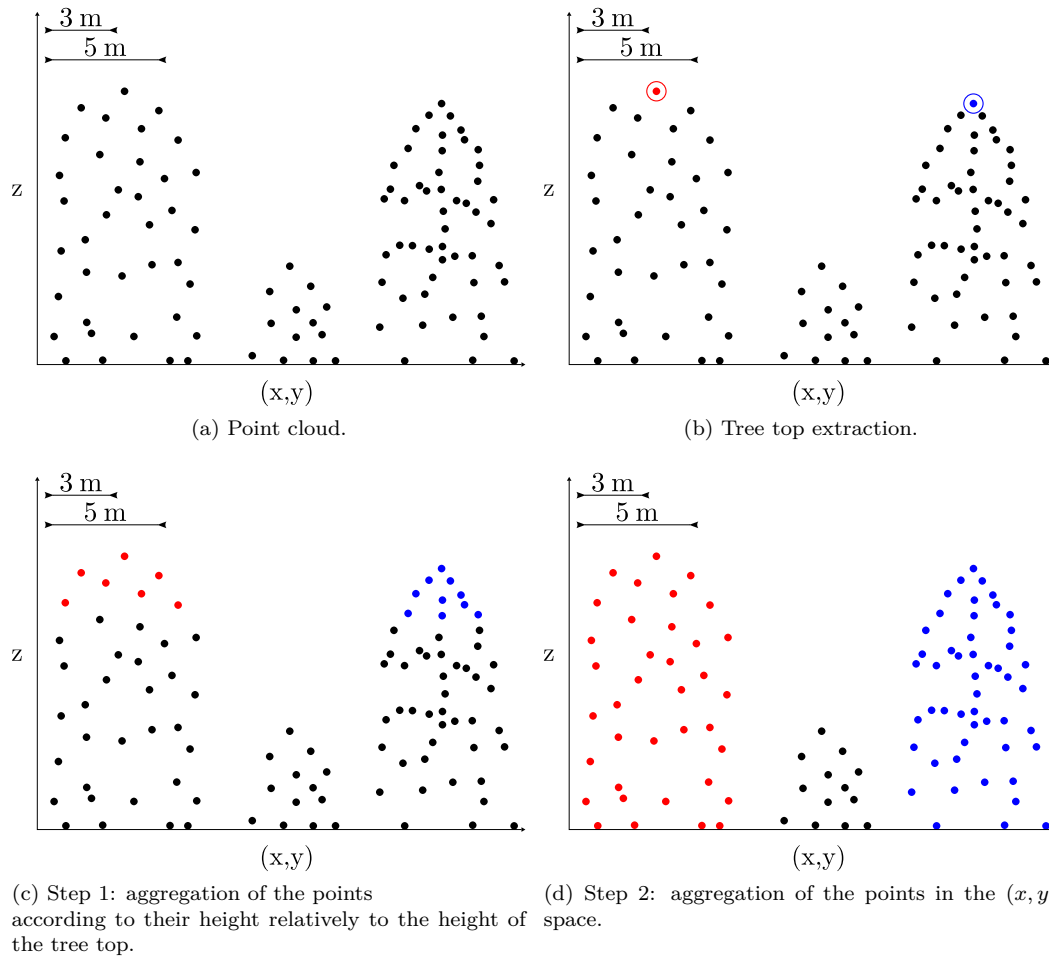 3 m
5 m
z
(x,y)
(a) Point cloud.
3 m
5 m
z
(x,y)
(b) Tree top extraction.
3 m
5 m
z
(x,y)
(c) Step 1: aggregation of the points
according to their height relatively to the height of
the tree top.
3 m
5 m
z
(x,y)
(d) Step 2: aggregation of the points in the (x, y
space.